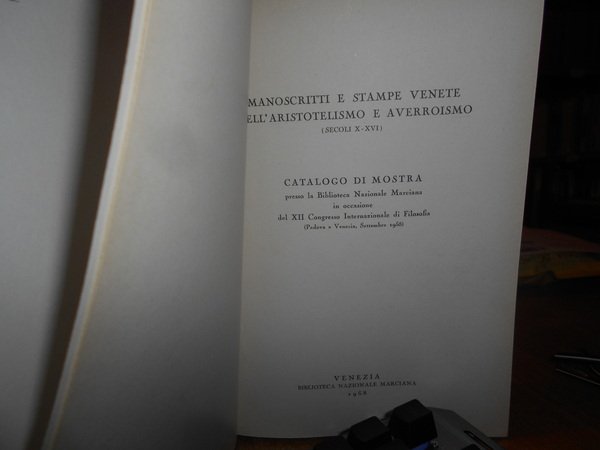 MANOSCRITTI E STAMPE VENETE
ELL'ARISTOTELISMO E AVERROISMO
(SECOLI X-XVI)
CATALOGO DI MOSTRA
presso la Biblioteca Nazionale Marciana
in occasione
del XII Congresso Internazionale di Filosofia
(Padova e Venezia, Settembre 1958)
VENEZIA
BIBLIOTECA NAZIONALE MARCIANA
1958